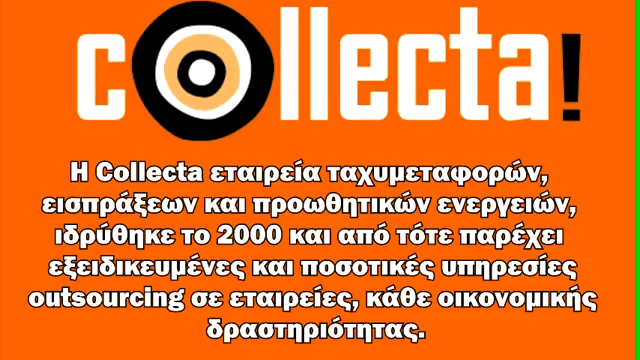 collecta!
Η Collecta εταιρεία ταχυμεταφορών,
εισπράξεων και προωθητικών ενεργειών,
ιδρύθηκε το 2000 και από τότε παρέχει
εξειδικευμένες και ποσοτικές υπηρεσίες
outsourcing σε εταιρείες, κάθε οικονομικής
δραστηριότητας.